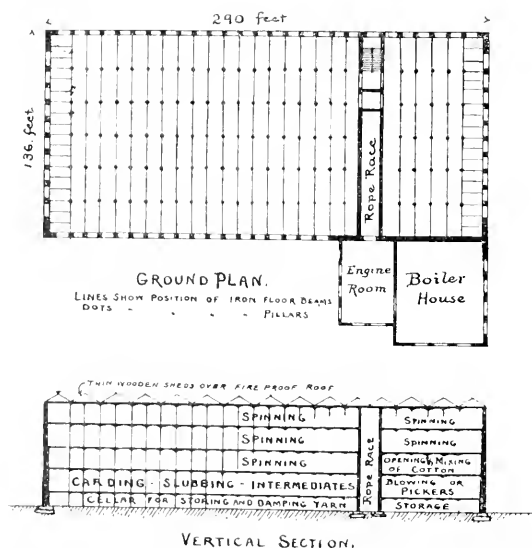 290 feet
A
136. feet
Rope Race
GROUND PLAN.
LINES SHOW POSITION OF IRON FLOOR BEAMS
DOTS " " " " PILLARS
Engine
Room
Boiler
House
THIN WOODEN SHEDS OVER FIRE PROOF ROOF
SPINNING
SPINNING
SPINNING
CARDING - SLUBBING - INTERMEDIATES
CELLAR FOR STORING AND DAMPING YARN
ROPE RACE
SPINNING
SPINNING
OPENING & MIXING
OF COTTON
BLOWING OR
PICKERS
STORAGE
VERTICAL SECTION.